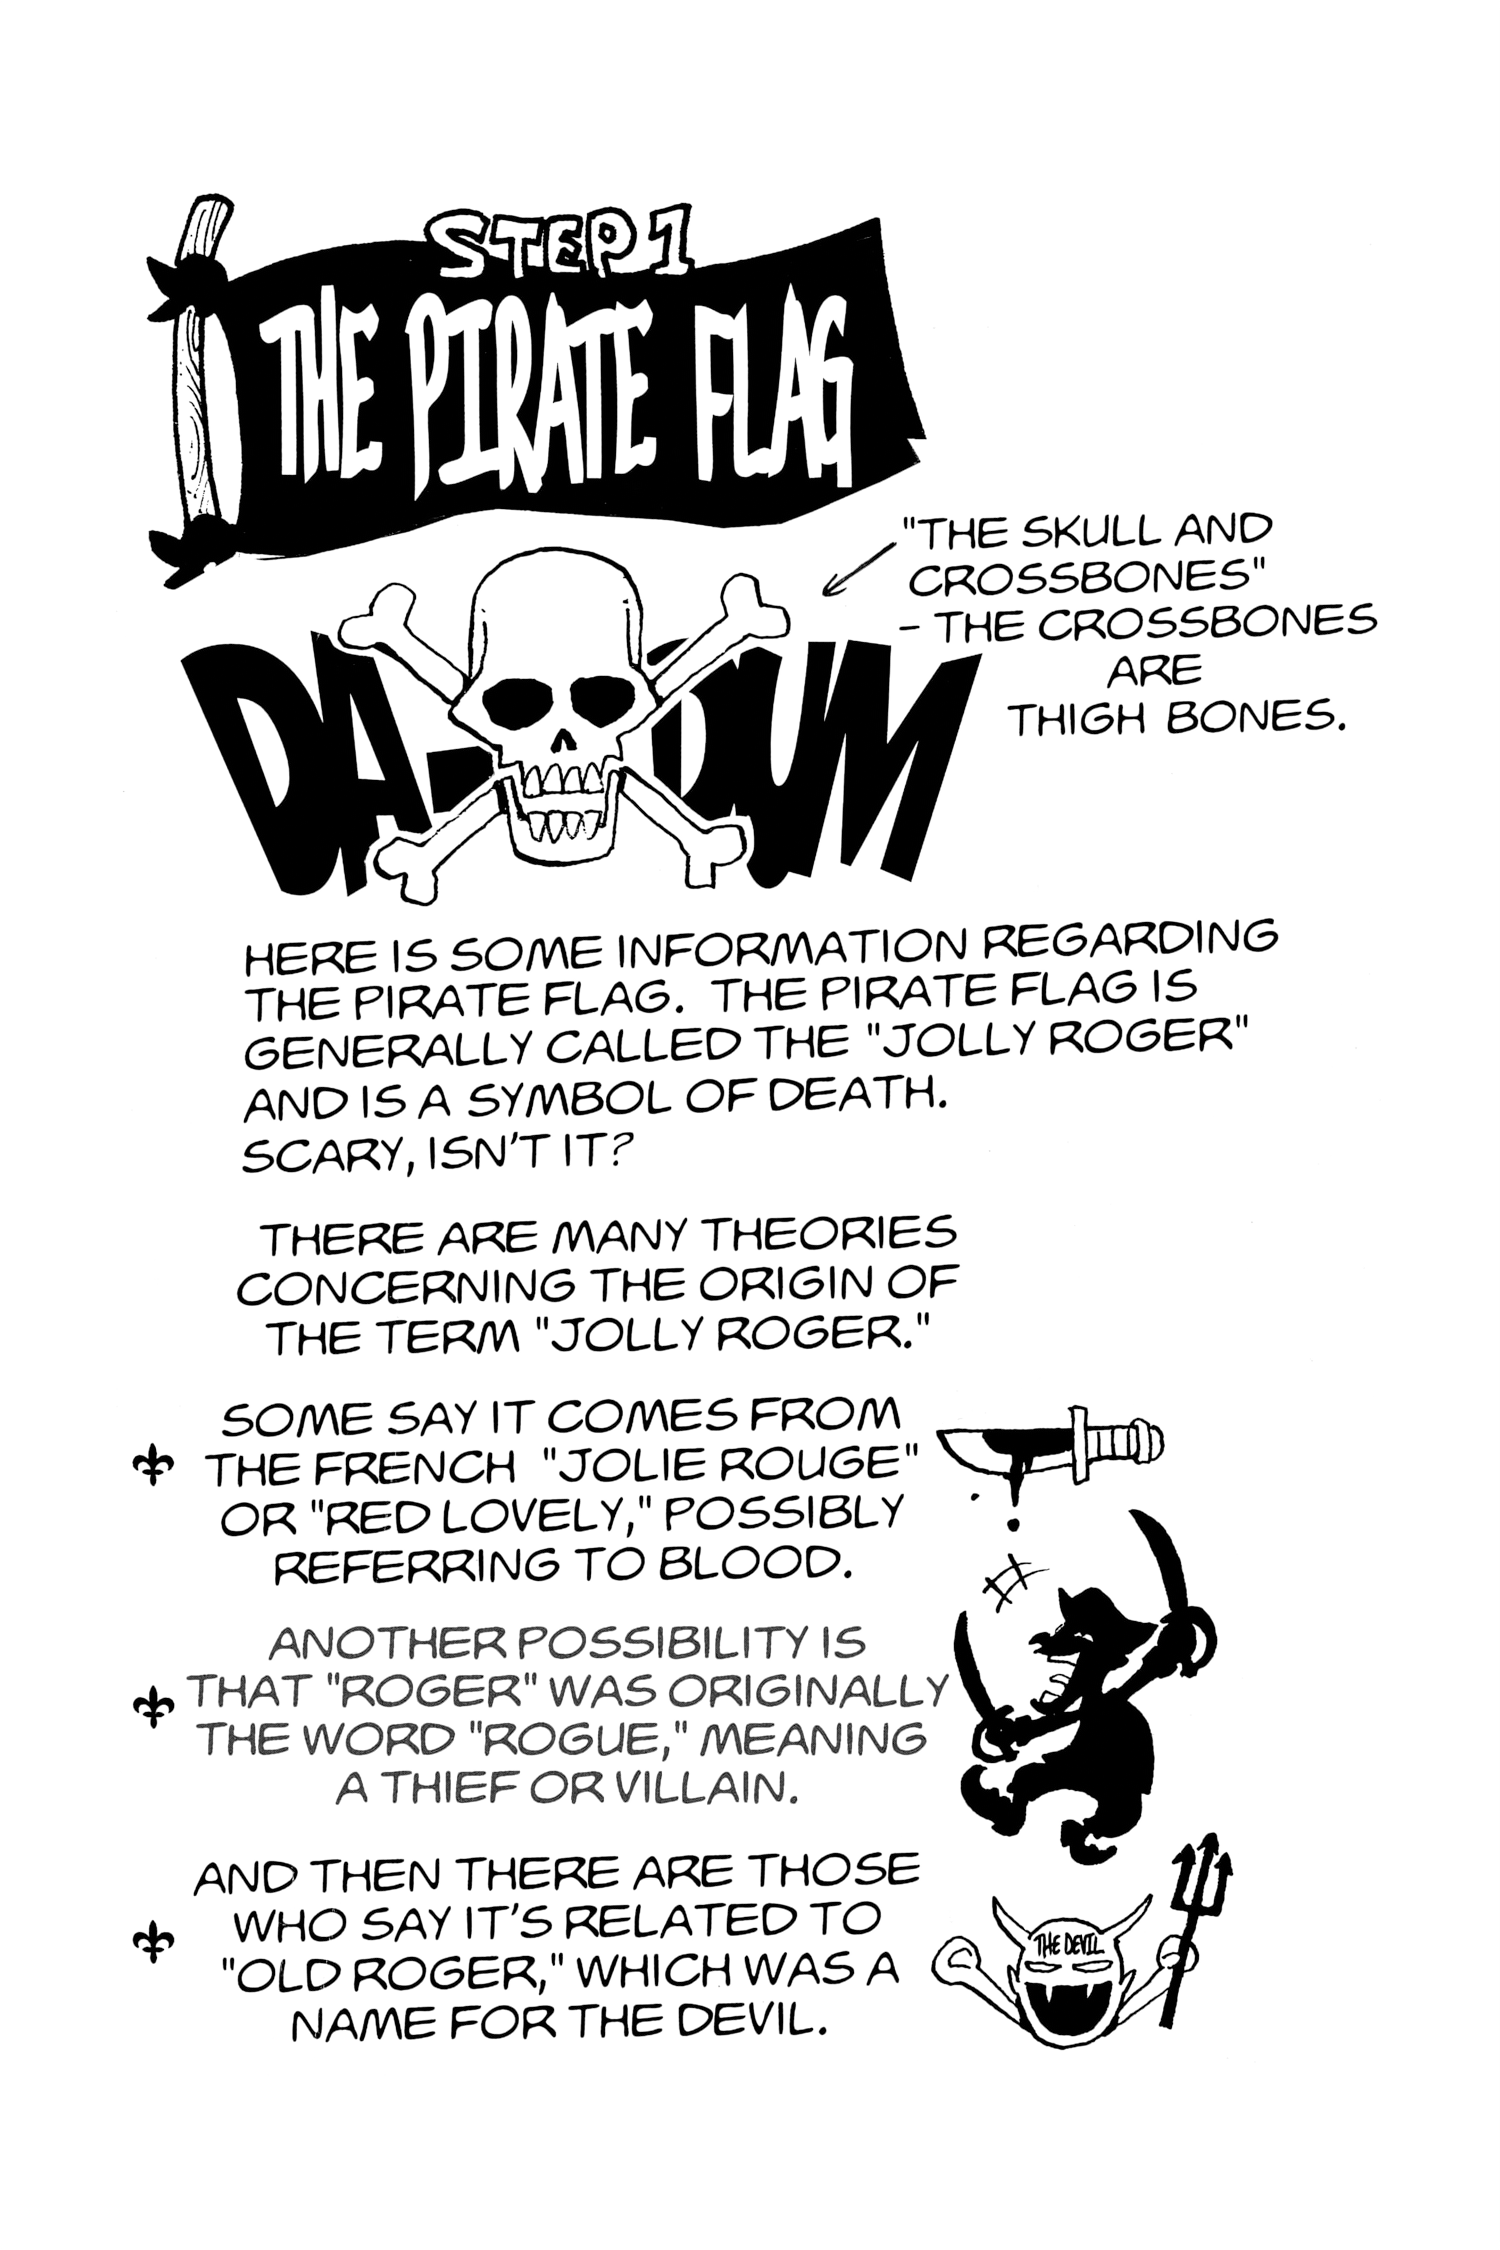 STEP 1
THE PIRATE FLAG
"THE SKULL AND
CROSSBONES"
- THE CROSSBONES
ARE
THIGH BONES.
DA-DUM
HERE IS SOME INFORMATION REGARDING
THE PIRATE FLAG. THE PIRATE FLAG IS
GENERALLY CALLED THE "JOLLY ROGER"
AND IS A SYMBOL OF DEATH.
SCARY, ISN'T IT?
THERE ARE MANY THEORIES
CONCERNING THE ORIGIN OF
THE TERM "JOLLY ROGER."
SOME SAY IT COMES FROM
THE FRENCH "JOLIE ROUGE"
OR "RED LOVELY," POSSIBLY
REFERRING TO BLOOD.
ANOTHER POSSIBILITY IS
THAT "ROGER" WAS ORIGINALLY
THE WORD "ROGUE," MEANING
A THIEF OR VILLAIN.
AND THEN THERE ARE THOSE
WHO SAY IT'S RELATED TO
"OLD ROGER," WHICH WAS A
NAME FOR THE DEVIL.
THE DEVIL